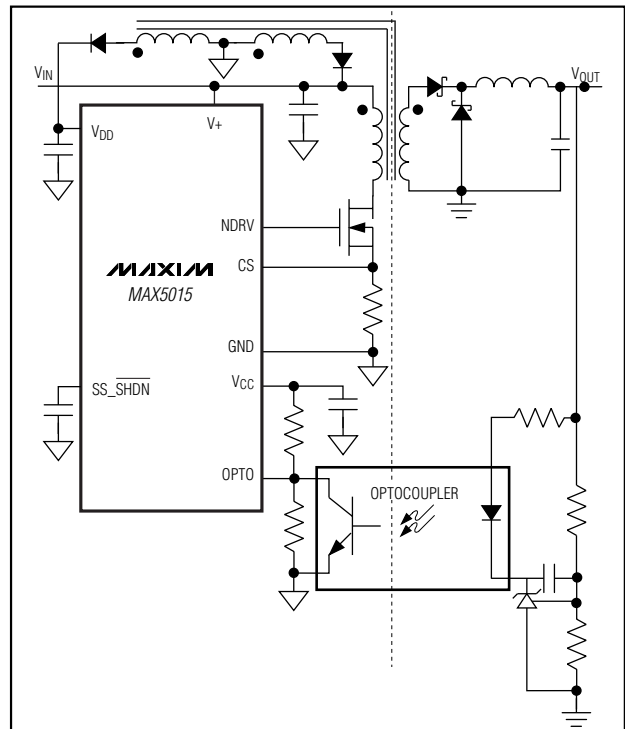 VIN
VOUT
VDD
V+
NDRV
MAXIM
CS
MAX5015
GND
SS_SHDN
VCC
OPTO
OPTOCOUPLER